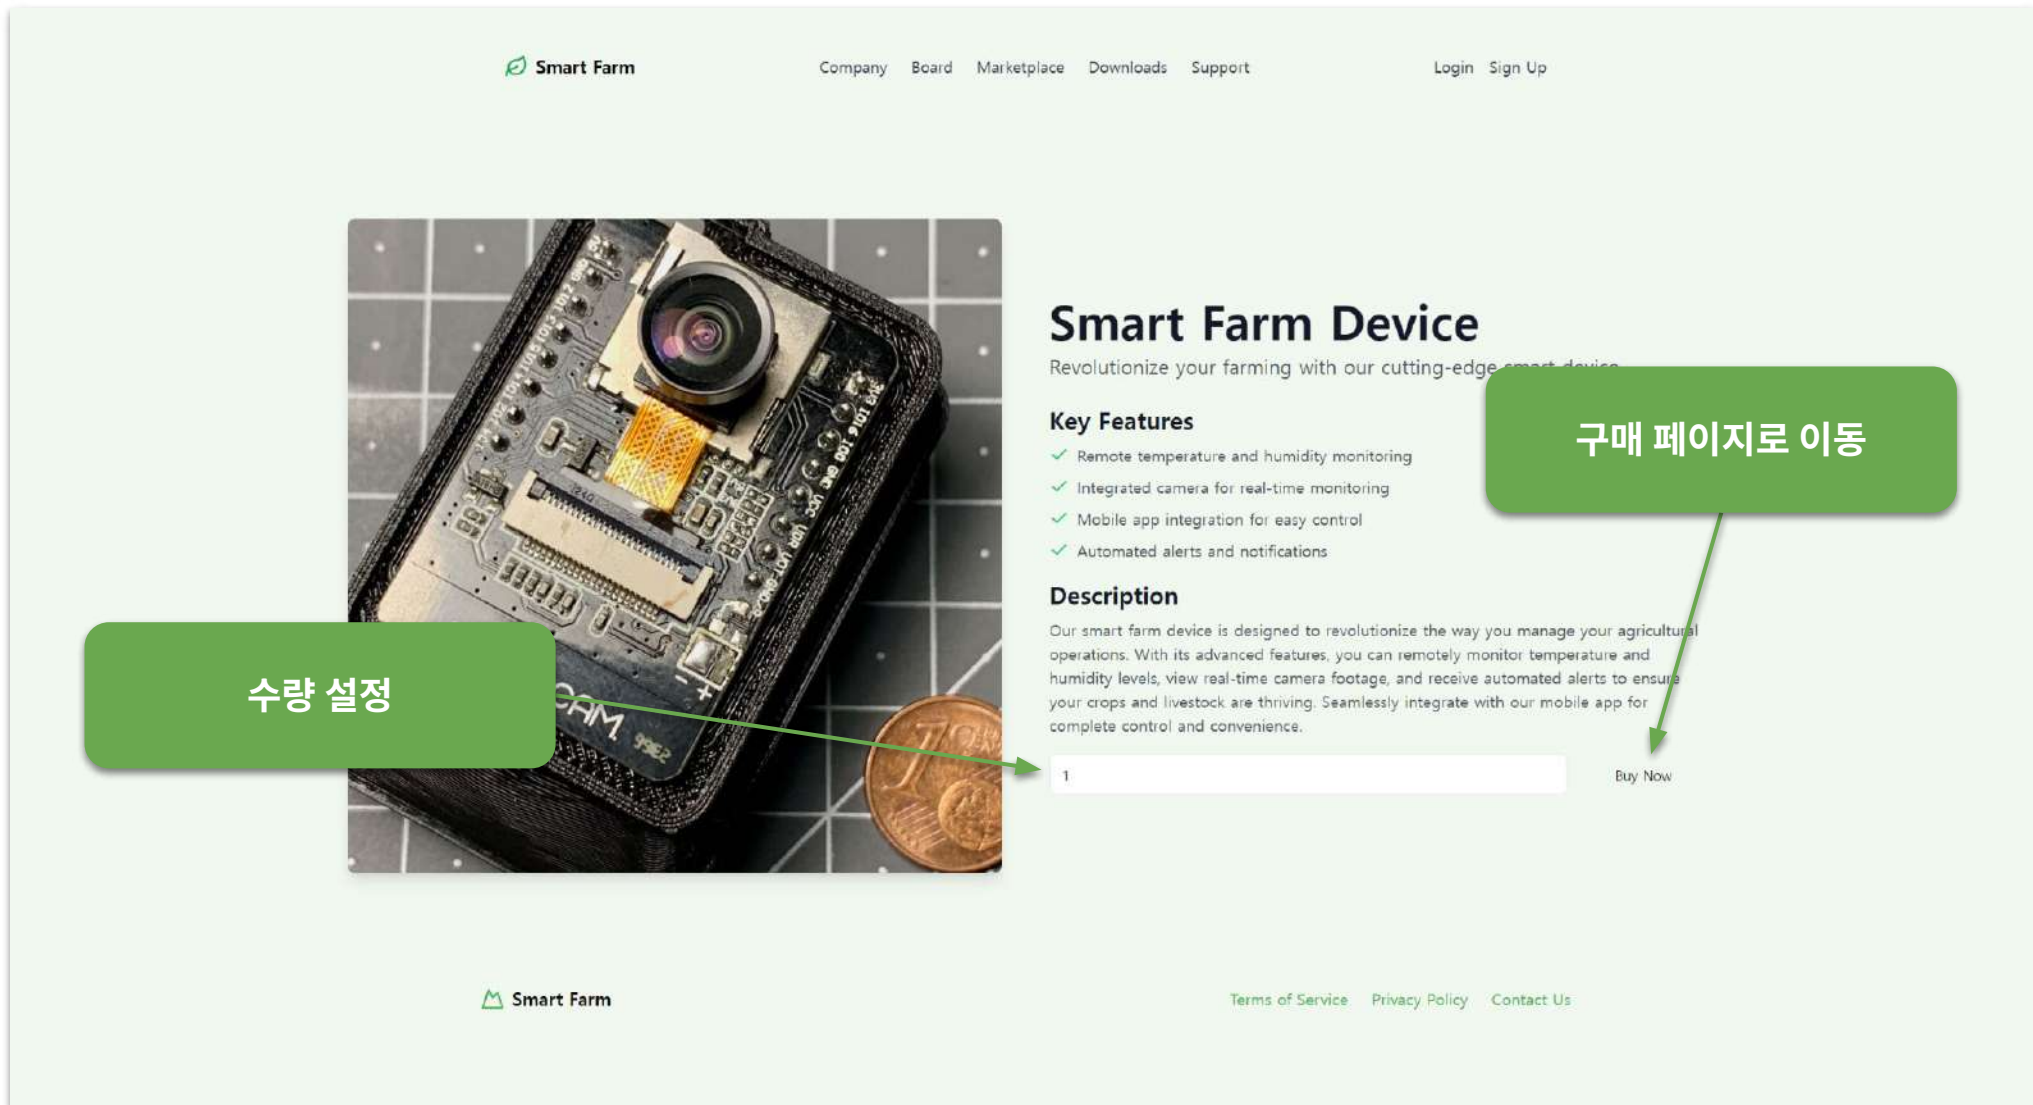 Smart Farm
Company Board Marketplace Downloads Support
Login Sign Up
Smart Farm Device
Revolutionize your farming with our cutting-edge smart device
Key Features
Remote temperature and humidity monitoring
Integrated camera for real-time monitoring
Mobile app integration for easy control
Automated alerts and notifications
구매 페이지로 이동
Description
Our smart farm device is designed to revolutionize the way you manage your agricultural
operations. With its advanced features, you can remotely monitor temperature and
humidity levels, view real-time camera footage, and receive automated alerts to ensure
your crops and livestock are thriving. Seamlessly integrate with our mobile app for
complete control and convenience.
수량 설정
CAM
1
Buy Now
Smart Farm
Terms of Service Privacy Policy Contact Us